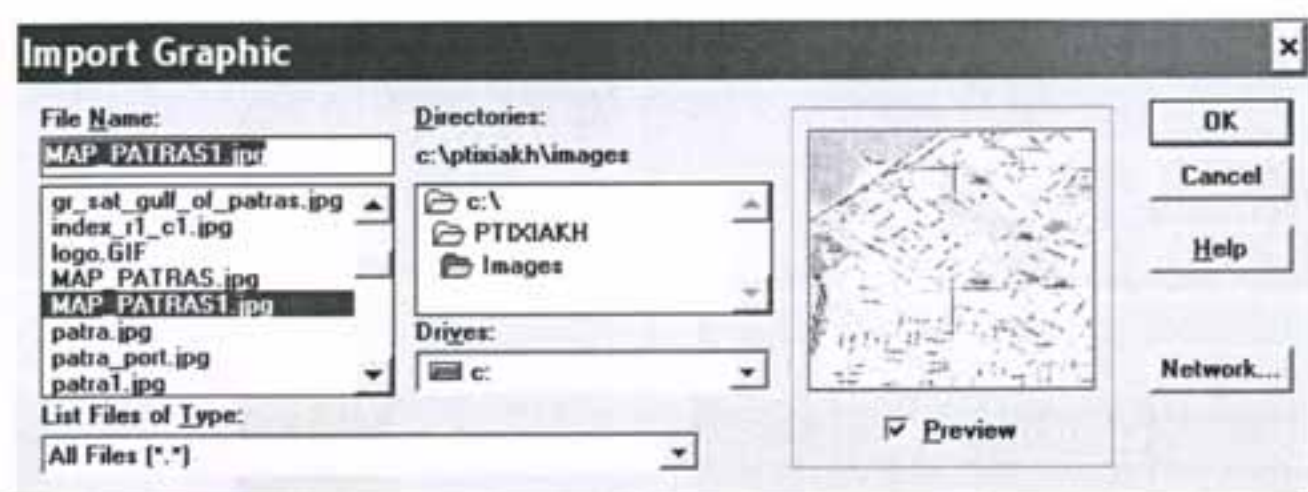 Import Graphic
File Name:
MAP_PATRAS1.jpg
gr_sat_gulf_of_patras.jpg
index_r1_c1.jpg
logo.GIF
MAP_PATRAS.jpg
MAP_PATRAS1.jpg
patra.jpg
patra_port.jpg
patra1.jpg
List Files of Type:
All Files (*.*)
Directories:
c:\ptixiakh\images
c:\
PTIXIAKH
Images
Drives:
c:
Preview
OK
Cancel
Help
Network...